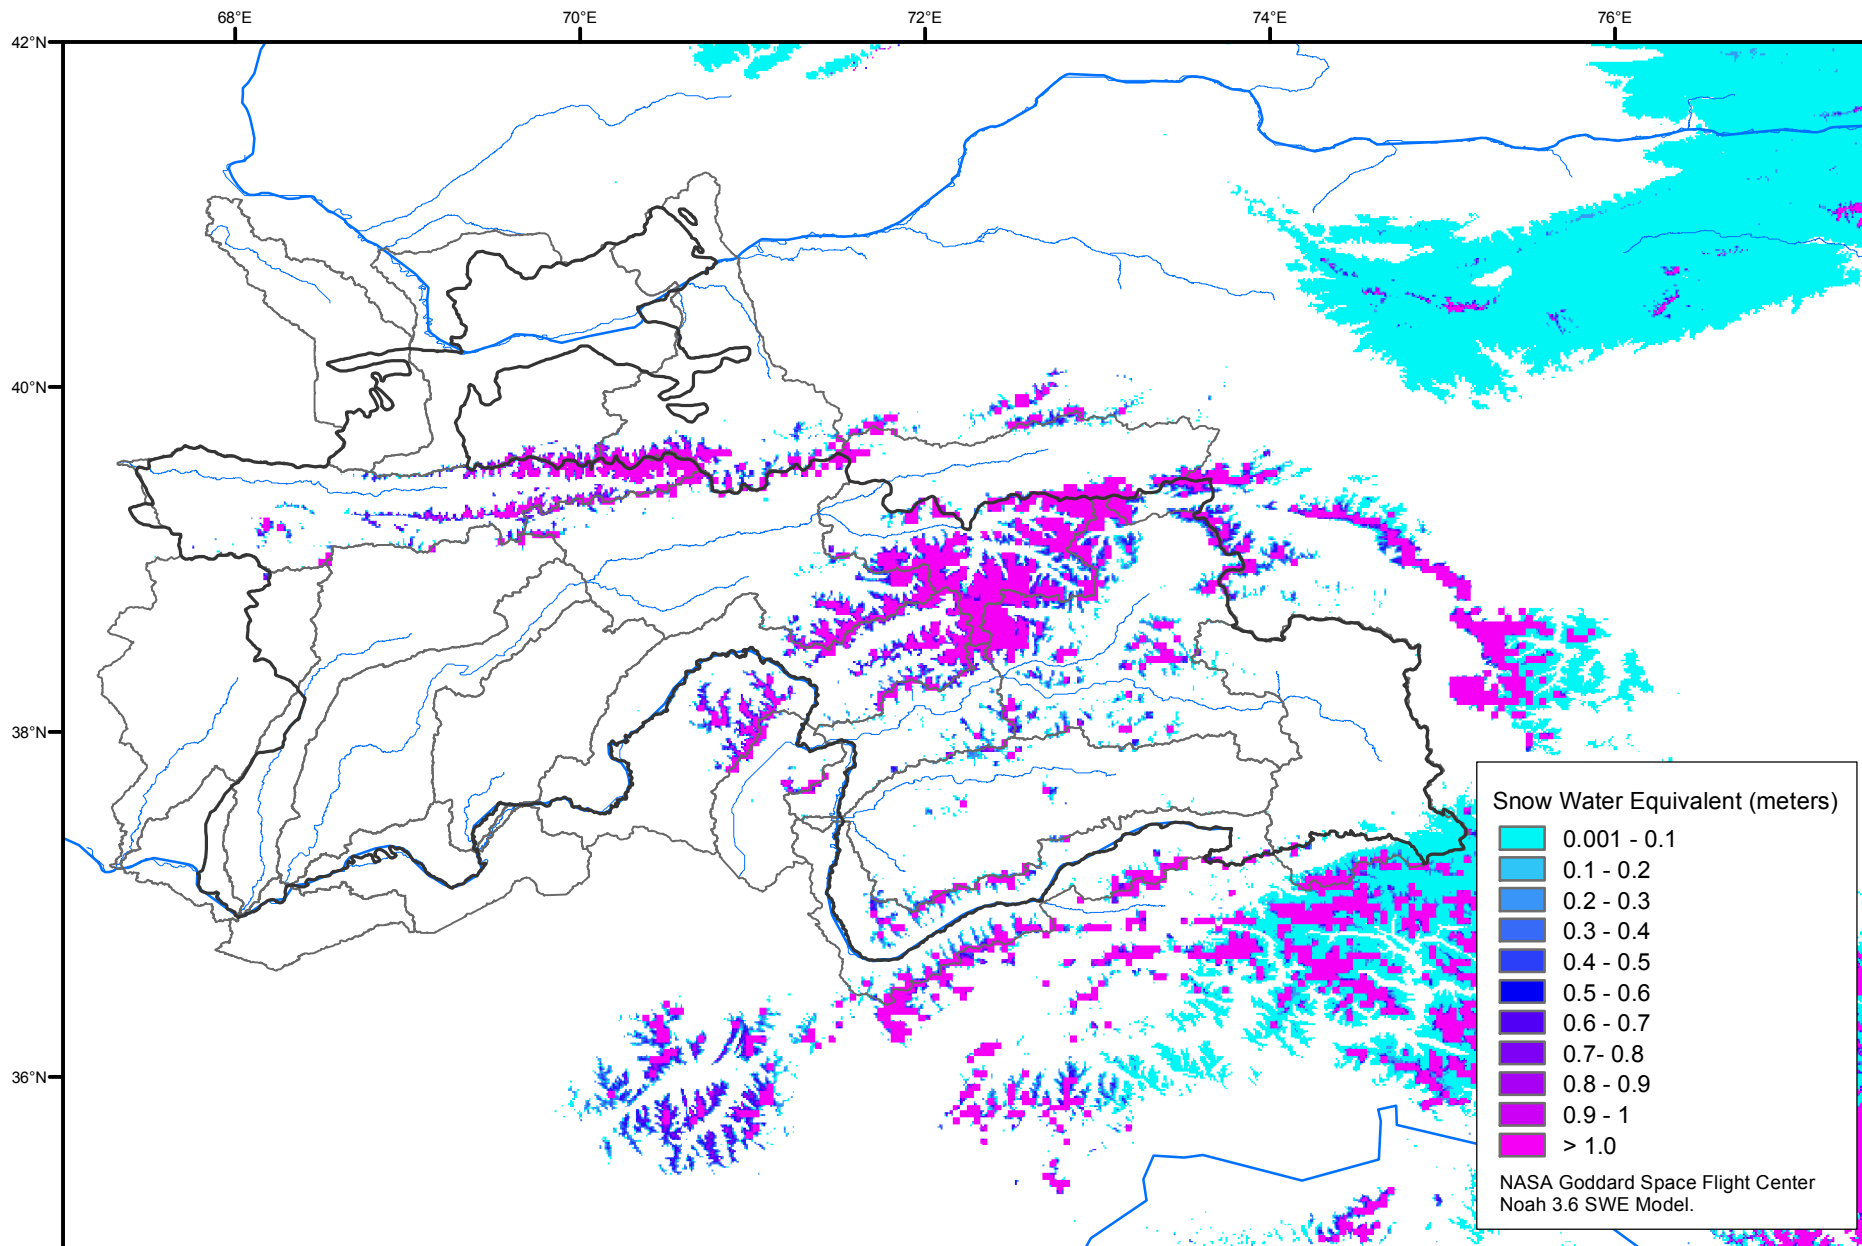 68°E 70°E 72°E 74°E 76°E
42°N
40°N
38°N
36°N
Snow Water Equivalent (meters)
0.001 - 0.1
0.1 - 0.2
0.2 - 0.3
0.3 - 0.4
0.4 - 0.5
0.5 - 0.6
0.6 - 0.7
0.7- 0.8
0.8 - 0.9
0.9 - 1
> 1.0
NASA Goddard Space Flight Center
Noah 3.6 SWE Model.